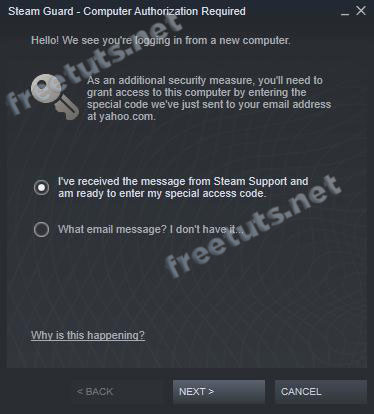 Steam Guard - Computer Authorization Required
Hello! We see you're logging in from a new computer.
As an additional security measure, you'll need to
grant access to this computer by entering the
special code we've just sent to your email address
at yahoo.com.
I've received the message from Steam Support and
am ready to enter my special access code.
What email message? I don't have it...
Why is this happening?
< BACK
NEXT >
CANCEL
freetuts.net
freetuts.net